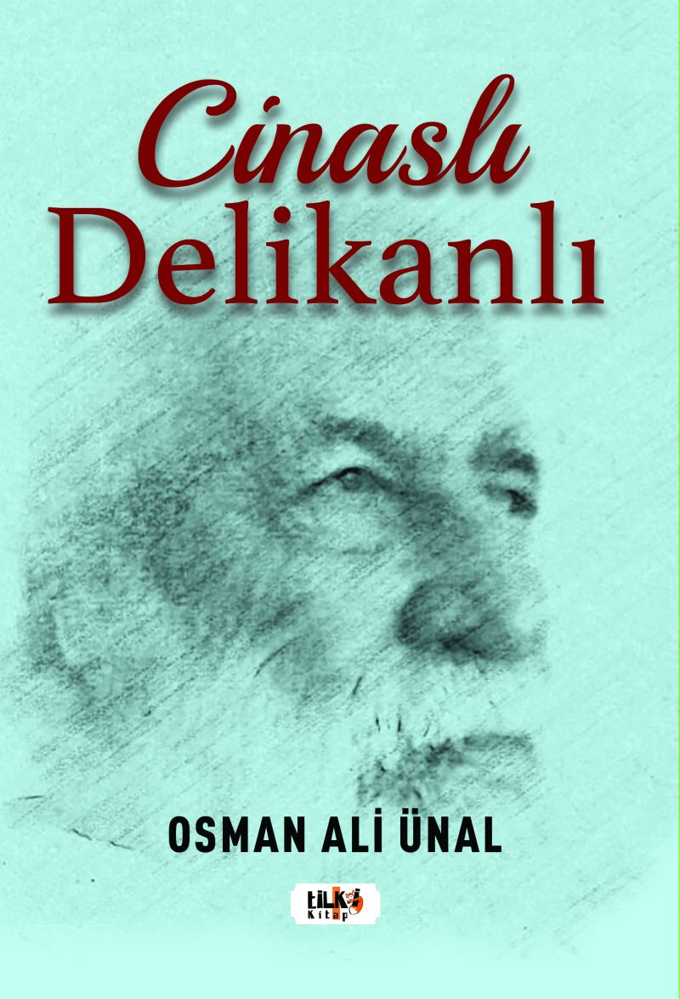 Cinaslı
Delikanlı
OSMAN ALİ ÜNAL
tiLKi
Kitap